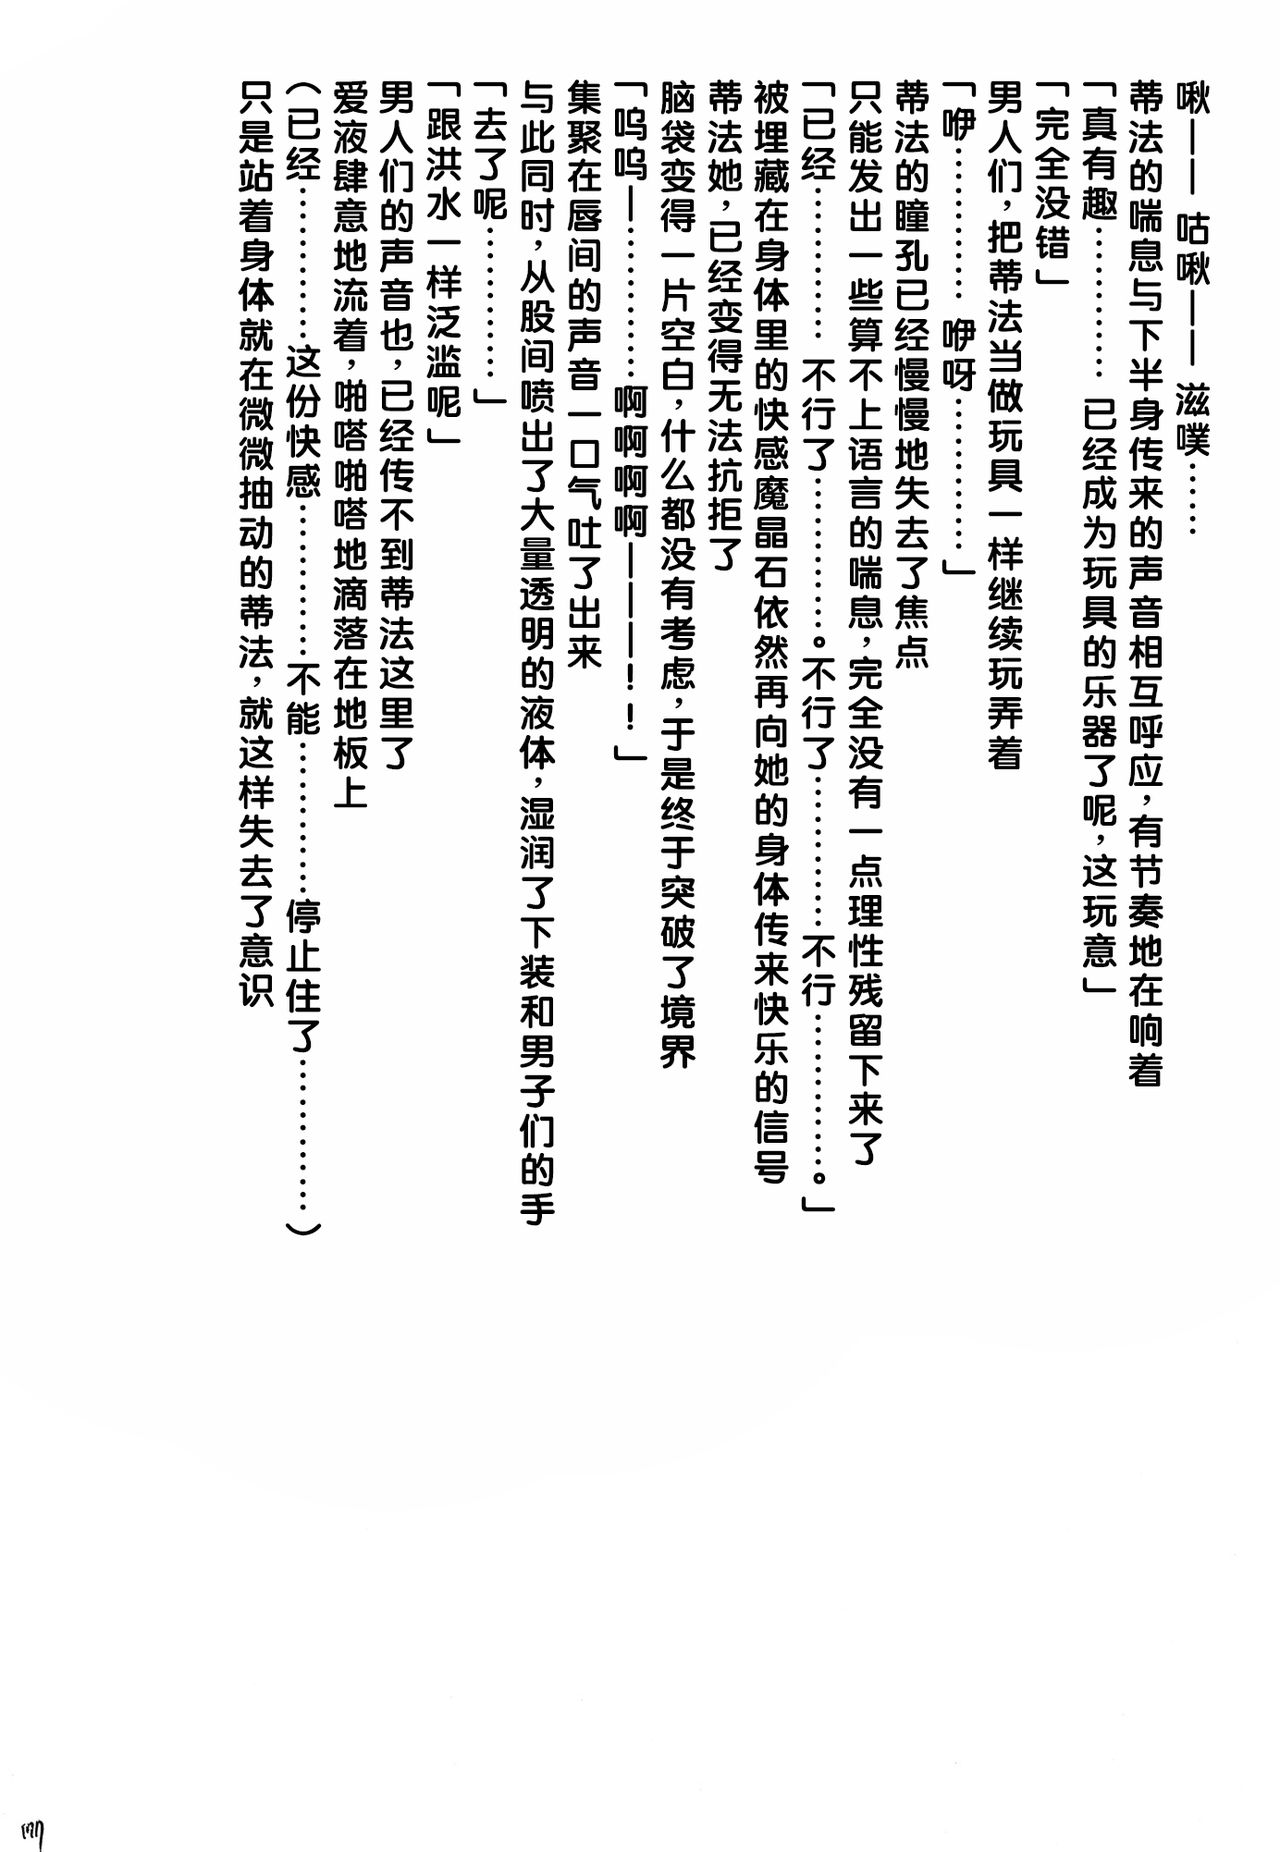 啾—— 咕啾—— 滋噗……
蒂法的喘息与下半身传来的声音相互呼应，有节奏地在响着
「真有趣…………已经成为玩具的乐器了呢，这玩意」
「完全没错」
男人们，把蒂法当做玩具一样继续玩弄着
「咿………… 咿呀…………」
蒂法的瞳孔已经慢慢地失去了焦点
只能发出一些算不上语言的喘息，完全没有一点理性残留下来了
「已经………… 不行了…………。不行了…………不行…………。」
被埋藏在身体里的快感魔晶石依然再向她的身体传来快乐的信号
蒂法她，已经变得无法抗拒了
脑袋变得一片空白，什么都没有考虑，于是终于突破了境界
「呜呜—…………啊啊啊啊———！！」
集聚在唇间的声音一口气吐了出来
与此同时，从股间喷出了大量透明的液体，湿润了下装和男子们的手
「去了呢…………」
「跟洪水一样泛滥呢」
男人们的声音也，已经传不到蒂法这里了
爱液肆意地流着，啪嗒啪嗒地滴落在地板上
（已经…………这份快感…………不能…………停止住了…………）
只是站着身体就在微微抽动的蒂法，就这样失去了意识